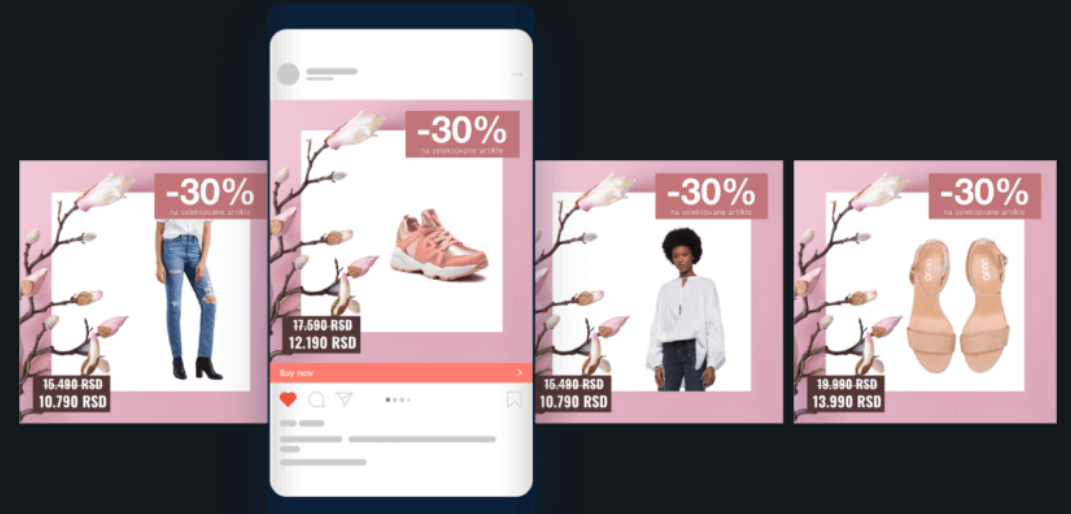 -30%
na selektovane artikle
15.490 RSD
10.790 RSD
-30%
na selektovane artikle
17.590 RSD
12.190 RSD
Buy now
-30%
na selektovane artikle
15.490 RSD
10.790 RSD
-30%
na selektovane artikle
19.990 RSD
13.990 RSD